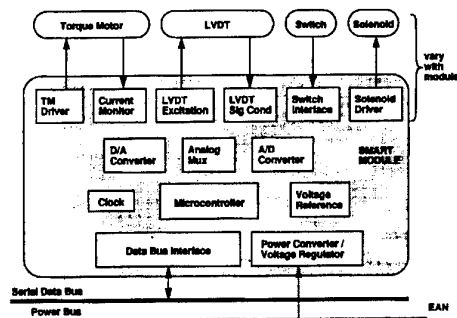 Torque Motor
LVDT
Switch
Solenoid
vary
with
module
TM
Driver
Current
Monitor
LVDT
Excitation
LVDT
Sig Cond
Switch
Interface
Solenoid
Driver
D/A
Converter
Analog
Mux
A/D
Converter
SMART
MODULE
Clock
Microcontroller
Voltage
Reference
Data Bus Interface
Power Converter /
Voltage Regulator
Serial Data Bus
Power Bus
EAN